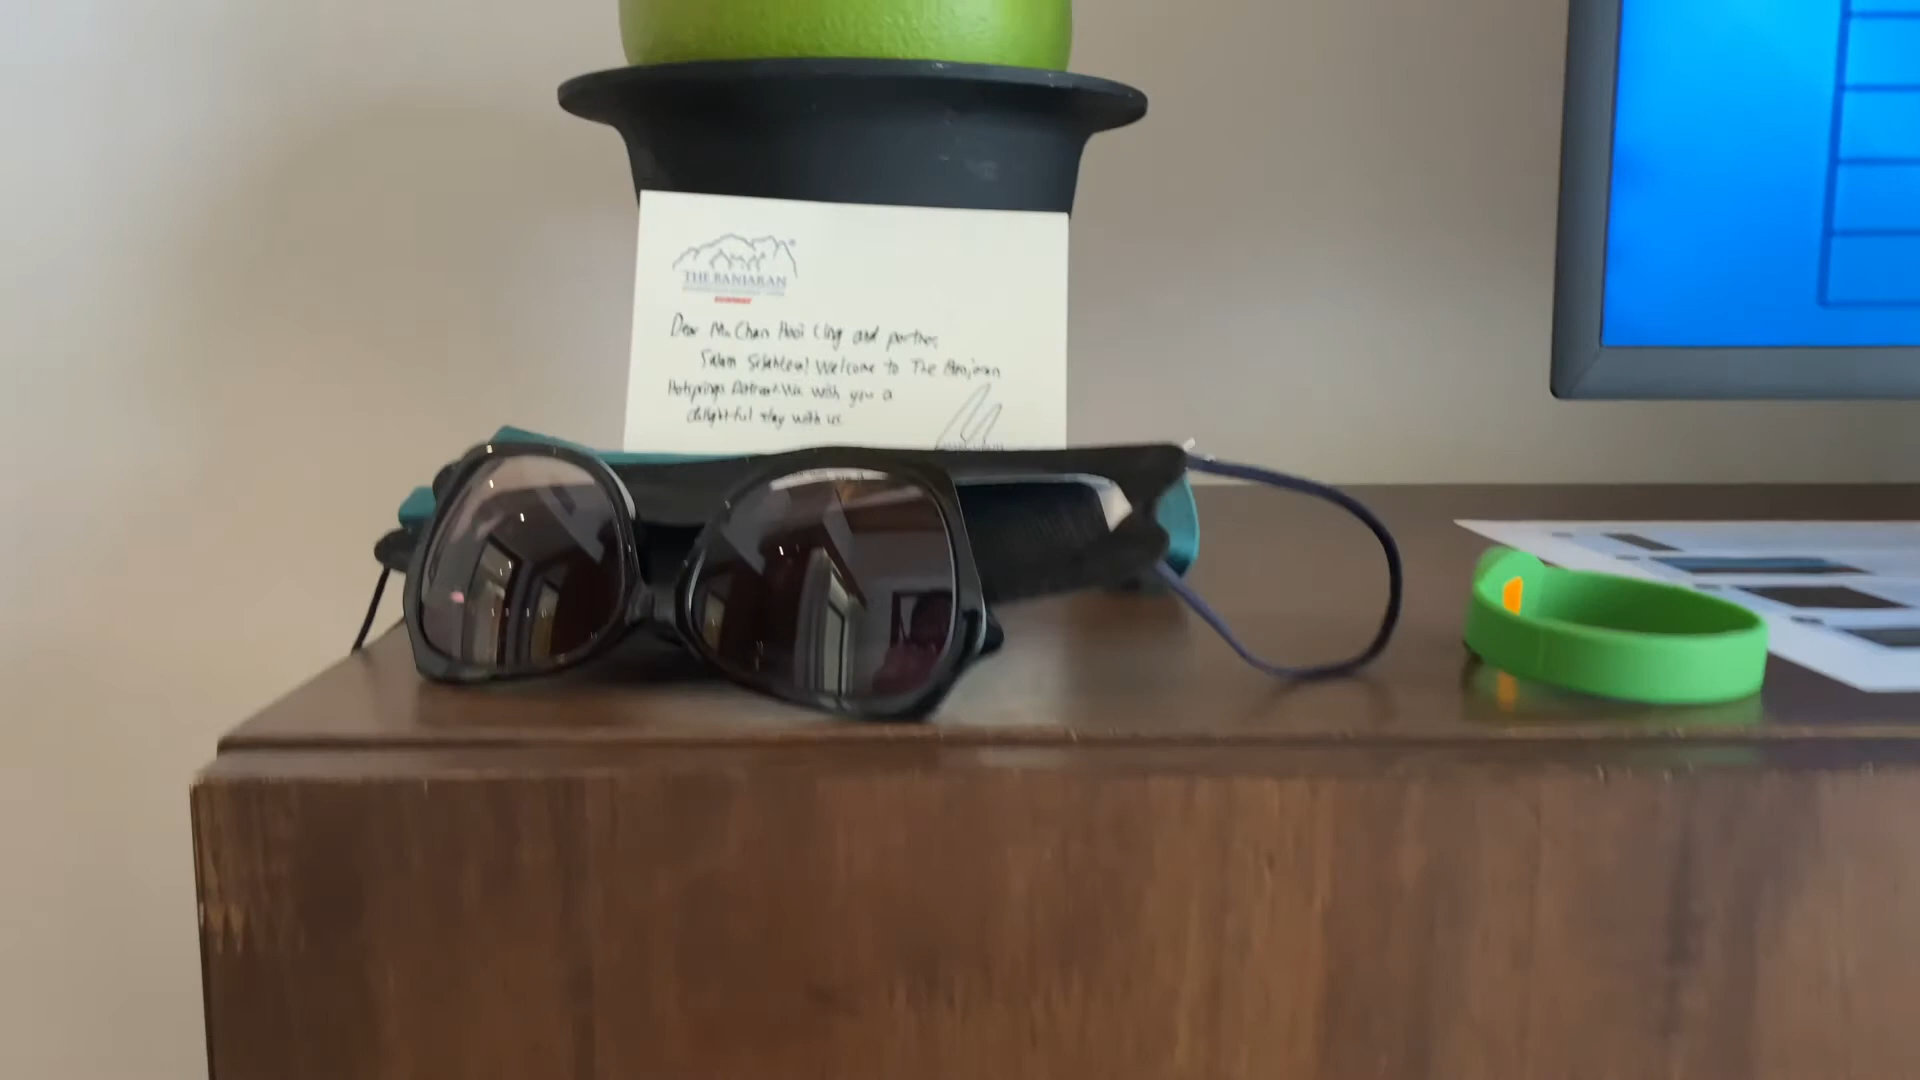 THE BANJARAN
Dear Ms Chan Hooi Ling and partner,
Salam Sejahtera! Welcome to The Banjaran
Hotsprings Retreat. We wish you a
delightful stay with us.